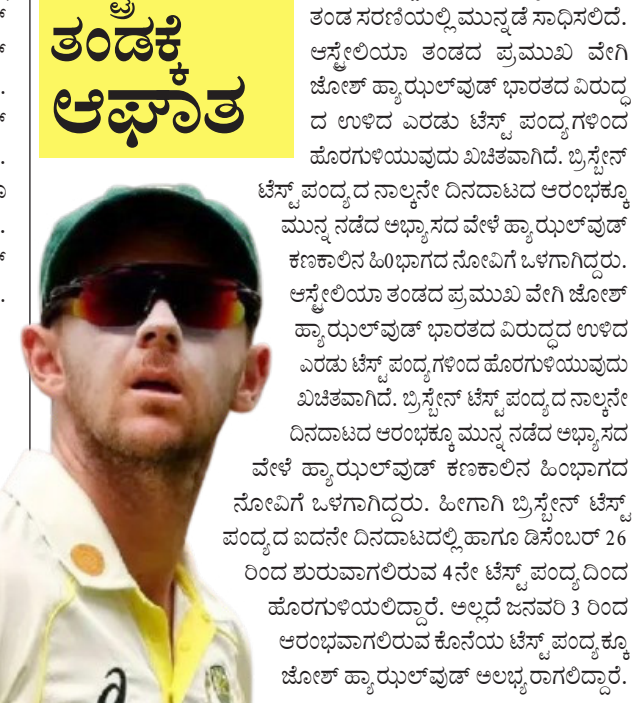 ತಂಡಕ್ಕೆ
ಆಘಾತ
ತಂಡ ಸರಣಿಯಲ್ಲಿ ಮುನ್ನಡೆ ಸಾಧಿಸಲಿದೆ.
ಆಸ್ಟ್ರೇಲಿಯಾ ತಂಡದ ಪ್ರಮುಖ ವೇಗಿ
ಜೋಶ್ ಹ್ಯಾಝಲ್‌ವುಡ್ ಭಾರತದ ವಿರುದ್ಧ
ದ ಉಳಿದ ಎರಡು ಟೆಸ್ಟ್ ಪಂದ್ಯಗಳಿಂದ
ಹೊರಗುಳಿಯುವುದು ಖಚಿತವಾಗಿದೆ. ಬ್ರಿಸ್ಬೇನ್
ಟೆಸ್ಟ್ ಪಂದ್ಯದ ನಾಲ್ಕನೇ ದಿನದಾಟದ ಆರಂಭಕ್ಕೂ
ಮುನ್ನ ನಡೆದ ಅಭ್ಯಾಸದ ವೇಳೆ ಹ್ಯಾಝಲ್‌ವುಡ್
ಕಣಕಾಲಿನ ಹಿ0ಭಾಗದ ನೋವಿಗೆ ಒಳಗಾಗಿದ್ದರು.
ಆಸ್ಟ್ರೇಲಿಯಾ ತಂಡದ ಪ್ರಮುಖ ವೇಗಿ ಜೋಶ್
ಹ್ಯಾಝಲ್‌ವುಡ್ ಭಾರತದ ವಿರುದ್ಧದ ಉಳಿದ
ಎರಡು ಟೆಸ್ಟ್ ಪಂದ್ಯಗಳಿಂದ ಹೊರಗುಳಿಯುವುದು
ಖಚಿತವಾಗಿದೆ. ಬ್ರಿಸ್ಬೇನ್ ಟೆಸ್ಟ್ ಪಂದ್ಯದ ನಾಲ್ಕನೇ
ದಿನದಾಟದ ಆರಂಭಕ್ಕೂ ಮುನ್ನ ನಡೆದ ಅಭ್ಯಾಸದ
ವೇಳೆ ಹ್ಯಾಝಲ್‌ವುಡ್ ಕಣಕಾಲಿನ ಹಿಂಭಾಗದ
ನೋವಿಗೆ ಒಳಗಾಗಿದ್ದರು. ಹೀಗಾಗಿ ಬ್ರಿಸ್ಬೇನ್ ಟೆಸ್ಟ್
ಪಂದ್ಯದ ಐದನೇ ದಿನದಾಟದಲ್ಲಿ ಹಾಗೂ ಡಿಸೆಂಬರ್ 26
ರಿಂದ ಶುರುವಾಗಲಿರುವ 4ನೇ ಟೆಸ್ಟ್ ಪಂದ್ಯದಿಂದ
ಹೊರಗುಳಿಯಲಿದ್ದಾರೆ. ಅಲ್ಲದೆ ಜನವರಿ 3 ರಿಂದ
ಆರಂಭವಾಗಲಿರುವ ಕೊನೆಯ ಟೆಸ್ಟ್ ಪಂದ್ಯಕ್ಕೂ
ಜೋಶ್ ಹ್ಯಾಝಲ್‌ವುಡ್ ಅಲಭ್ಯರಾಗಲಿದ್ದಾರೆ.